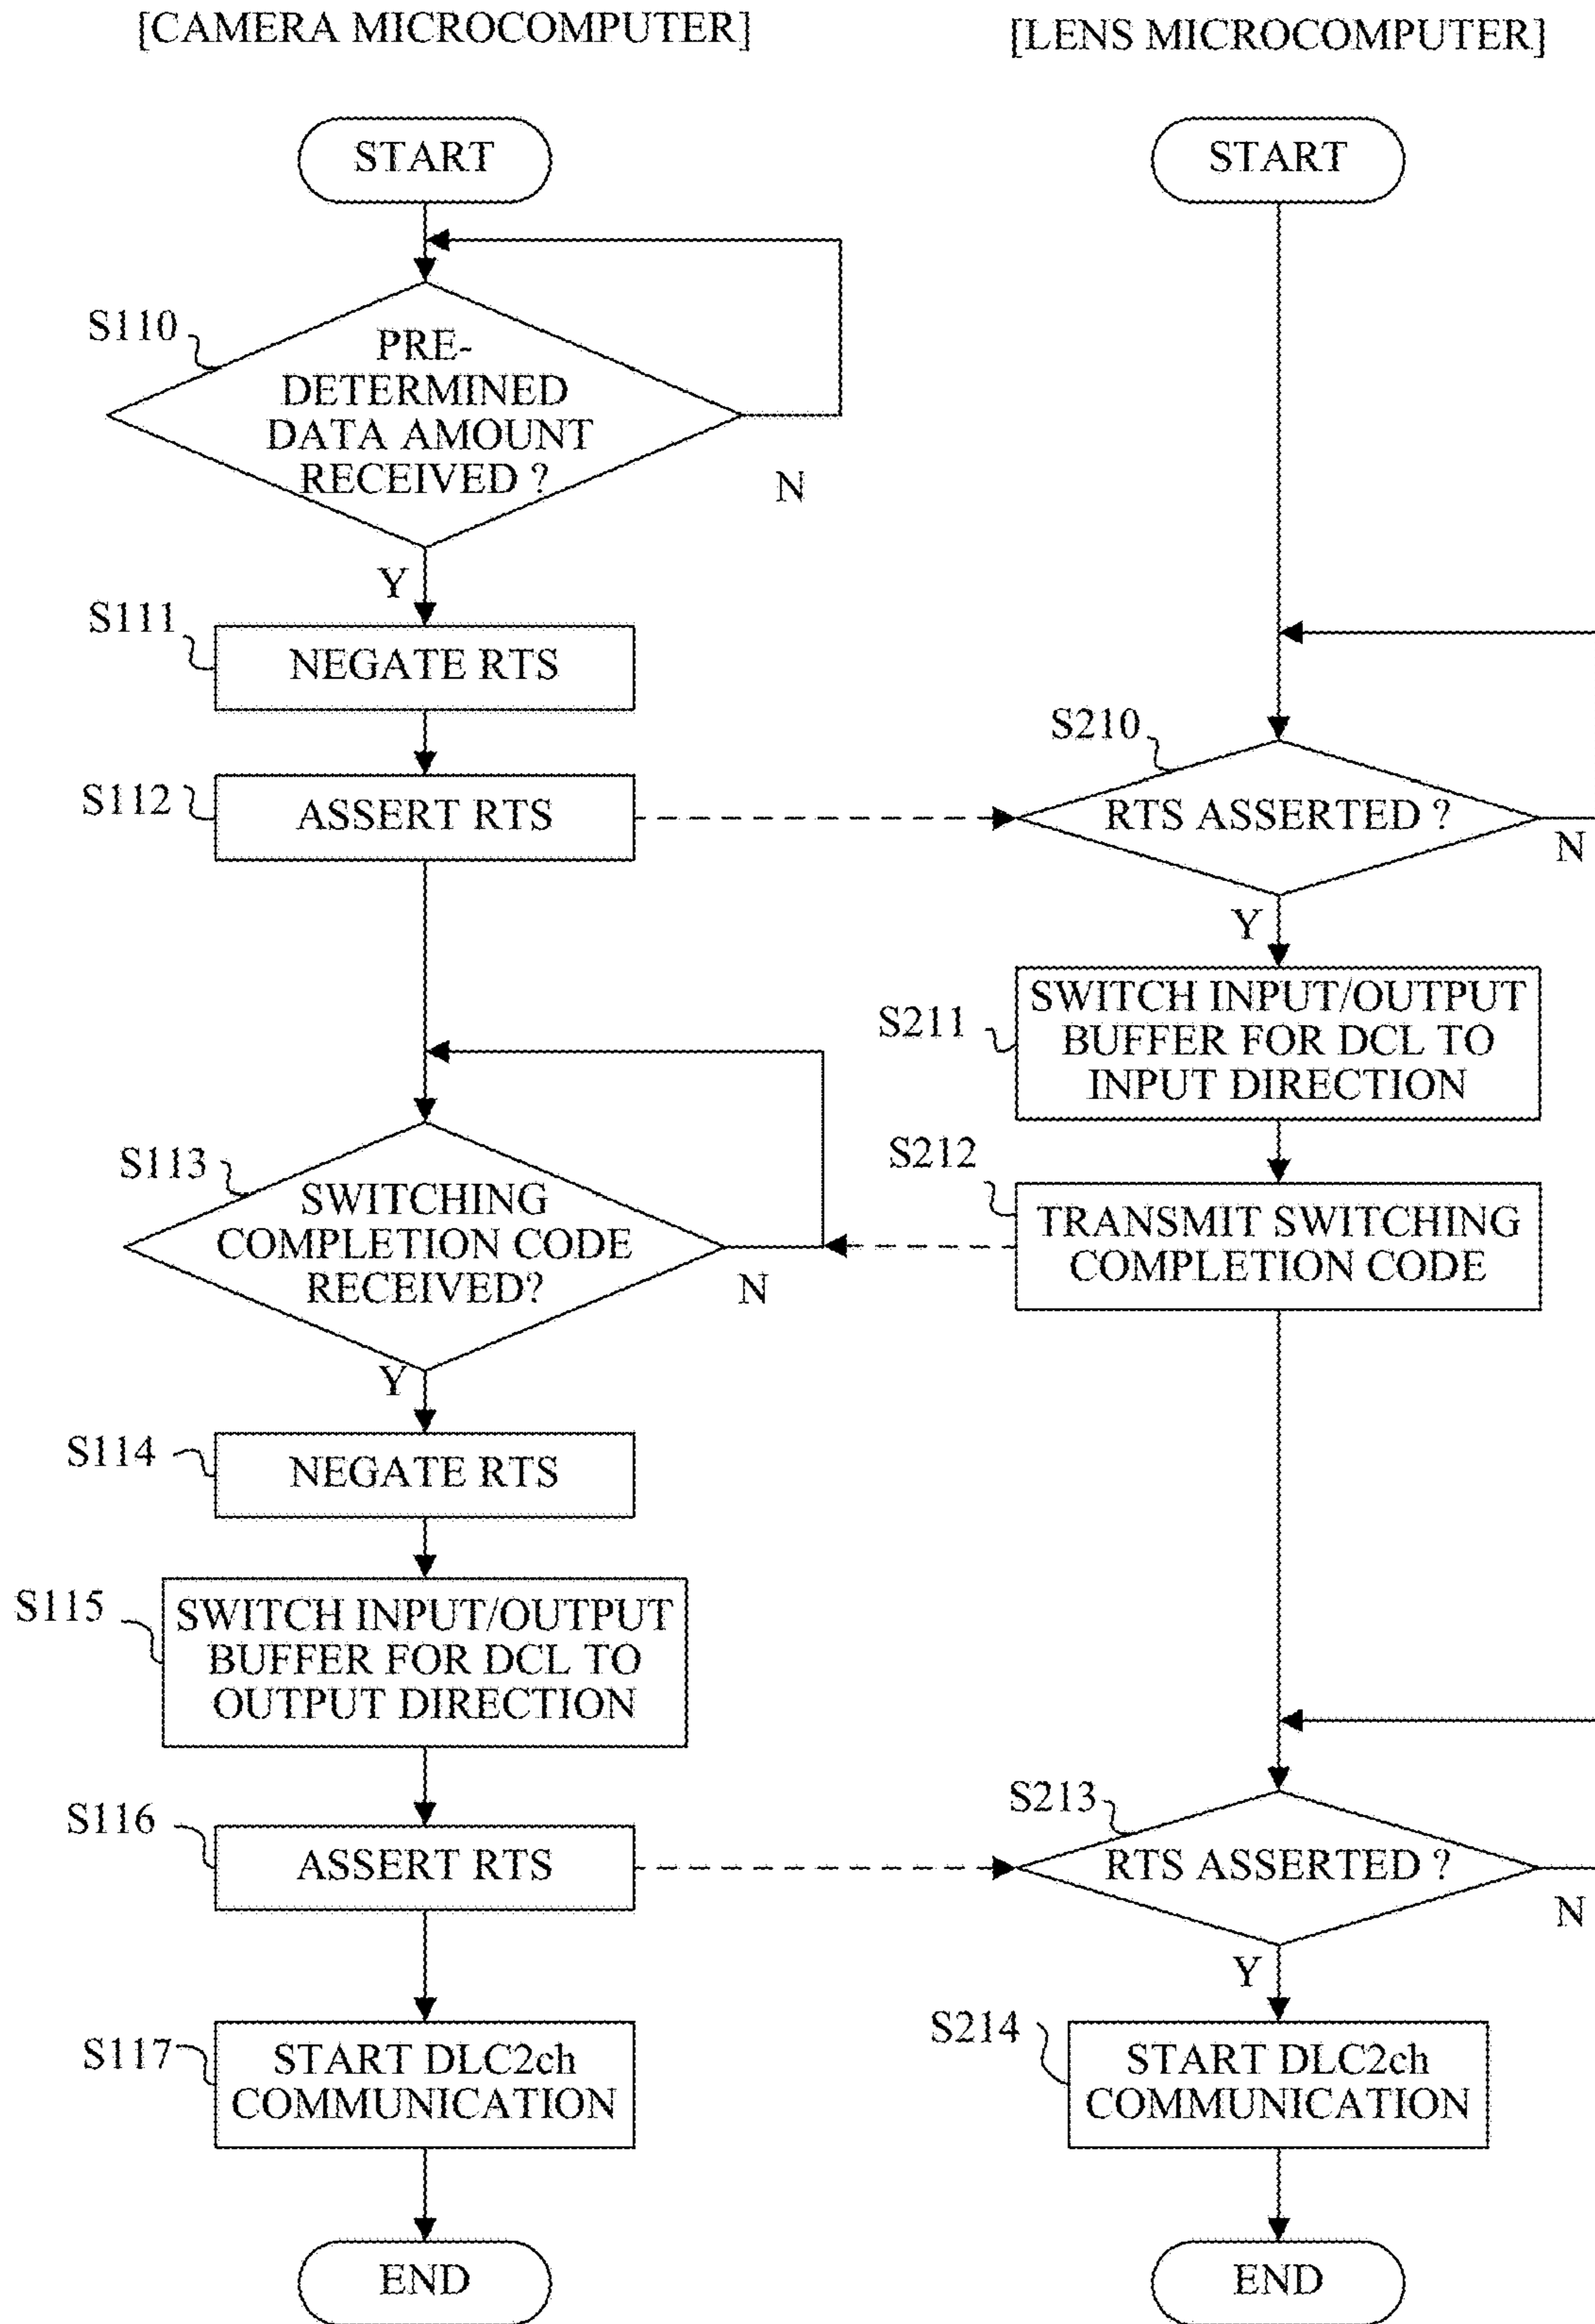 [CAMERA MICROCOMPUTER]
START
S110
PRE-
DETERMINED
DATA AMOUNT
RECEIVED ?
N
Y
S111
NEGATE RTS
S112
ASSERT RTS
S113
SWITCHING
COMPLETION CODE
RECEIVED?
N
Y
S114
NEGATE RTS
S115
SWITCH INPUT/OUTPUT
BUFFER FOR DCL TO
OUTPUT DIRECTION
S116
ASSERT RTS
S117
START DLC2ch
COMMUNICATION
END
[LENS MICROCOMPUTER]
START
S210
RTS ASSERTED ?
N
Y
S211
SWITCH INPUT/OUTPUT
BUFFER FOR DCL TO
INPUT DIRECTION
S212
TRANSMIT SWITCHING
COMPLETION CODE
S213
RTS ASSERTED ?
N
Y
S214
START DLC2ch
COMMUNICATION
END